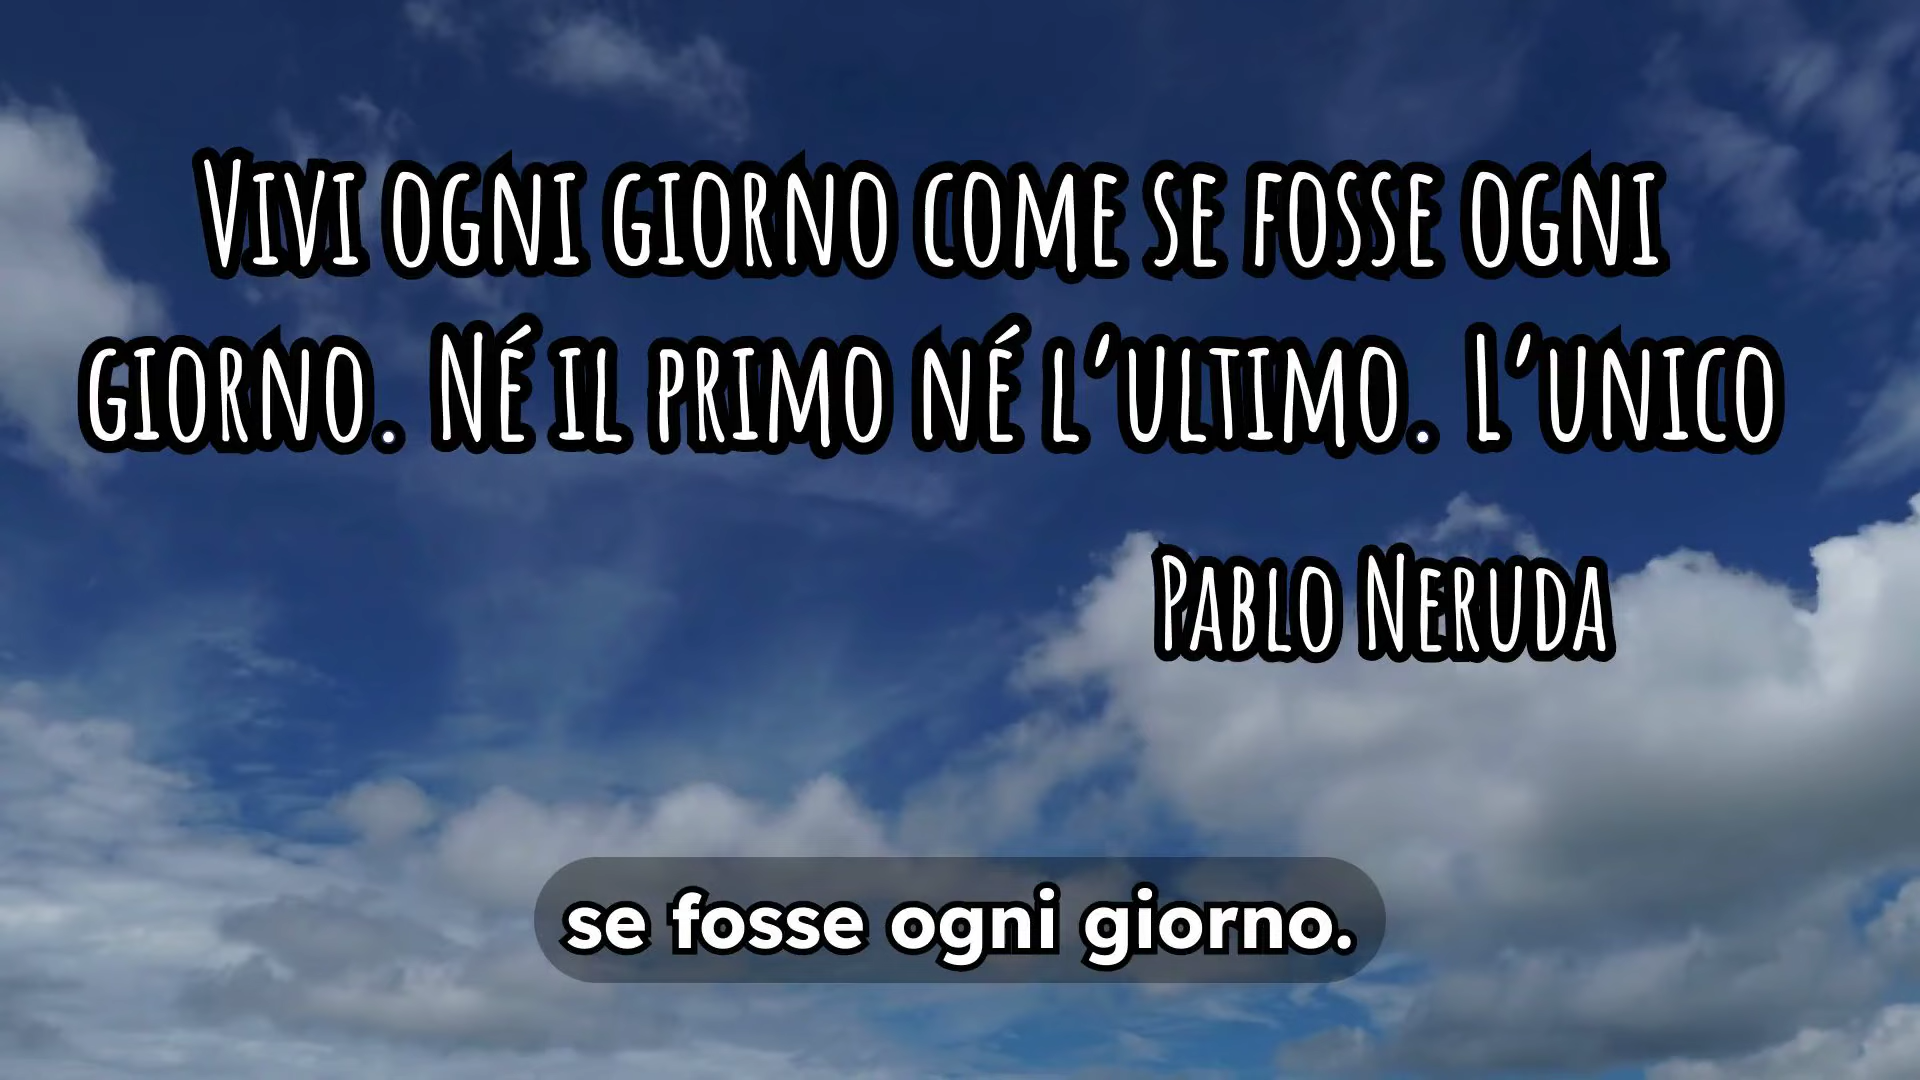 Vivi ogni giorno come se fosse ogni
giorno. Né il primo né l’ultimo. L’unico
Pablo Neruda
se fosse ogni giorno.